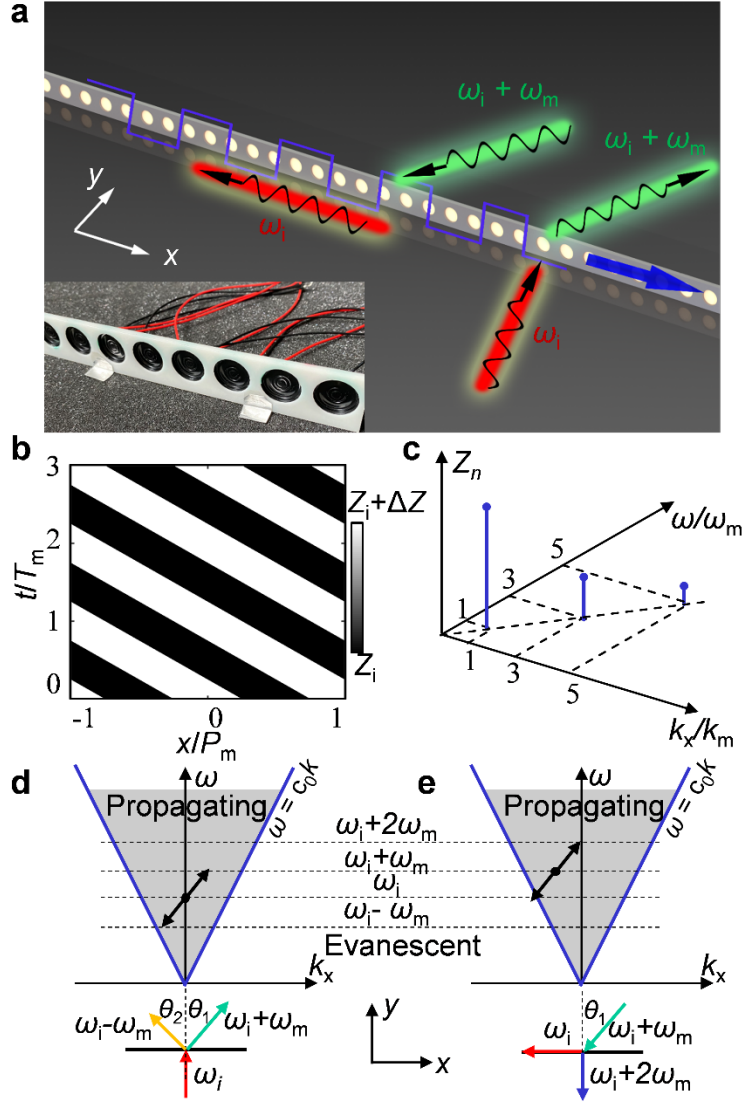 a
ωi + ωm
ωi + ωm
ωi
ωi
y
x
b
3
2
1
0
t/Tm
-1
0
1
x/Pm
Zi+ΔZ
Zi
c
Zn
ω/ωm
5
3
1
1
3
5
kx/km
d
ω
ω = c0k
Propagating
kx
θ2
θ1
ωi-ωm
ωi+ωm
ωi
ωi+2ωm
ωi+ωm
ωi
ωi- ωm
Evanescent
y
x
e
ω
ω = c0k
Propagating
kx
θ1
ωi
ωi+ωm
ωi+2ωm